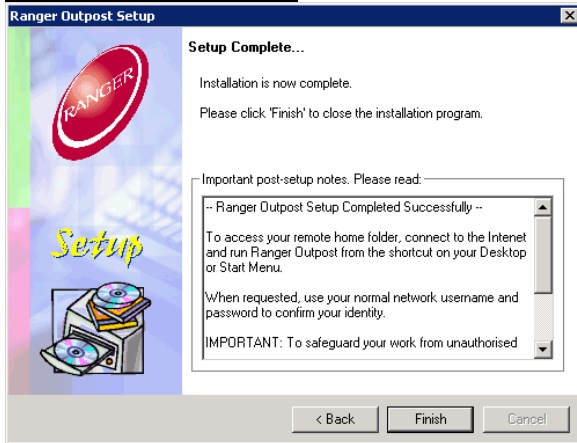 Ranger Outpost Setup
RANGER
Setup
Setup Complete...
Installation is now complete.
Please click 'Finish' to close the installation program.
Important post-setup notes. Please read:
-- Ranger Outpost Setup Completed Successfully --
To access your remote home folder, connect to the Internet
and run Ranger Outpost from the shortcut on your Desktop
or Start Menu.
When requested, use your normal network username and
password to confirm your identity.
IMPORTANT: To safeguard your work from unauthorised
< Back
Finish
Cancel